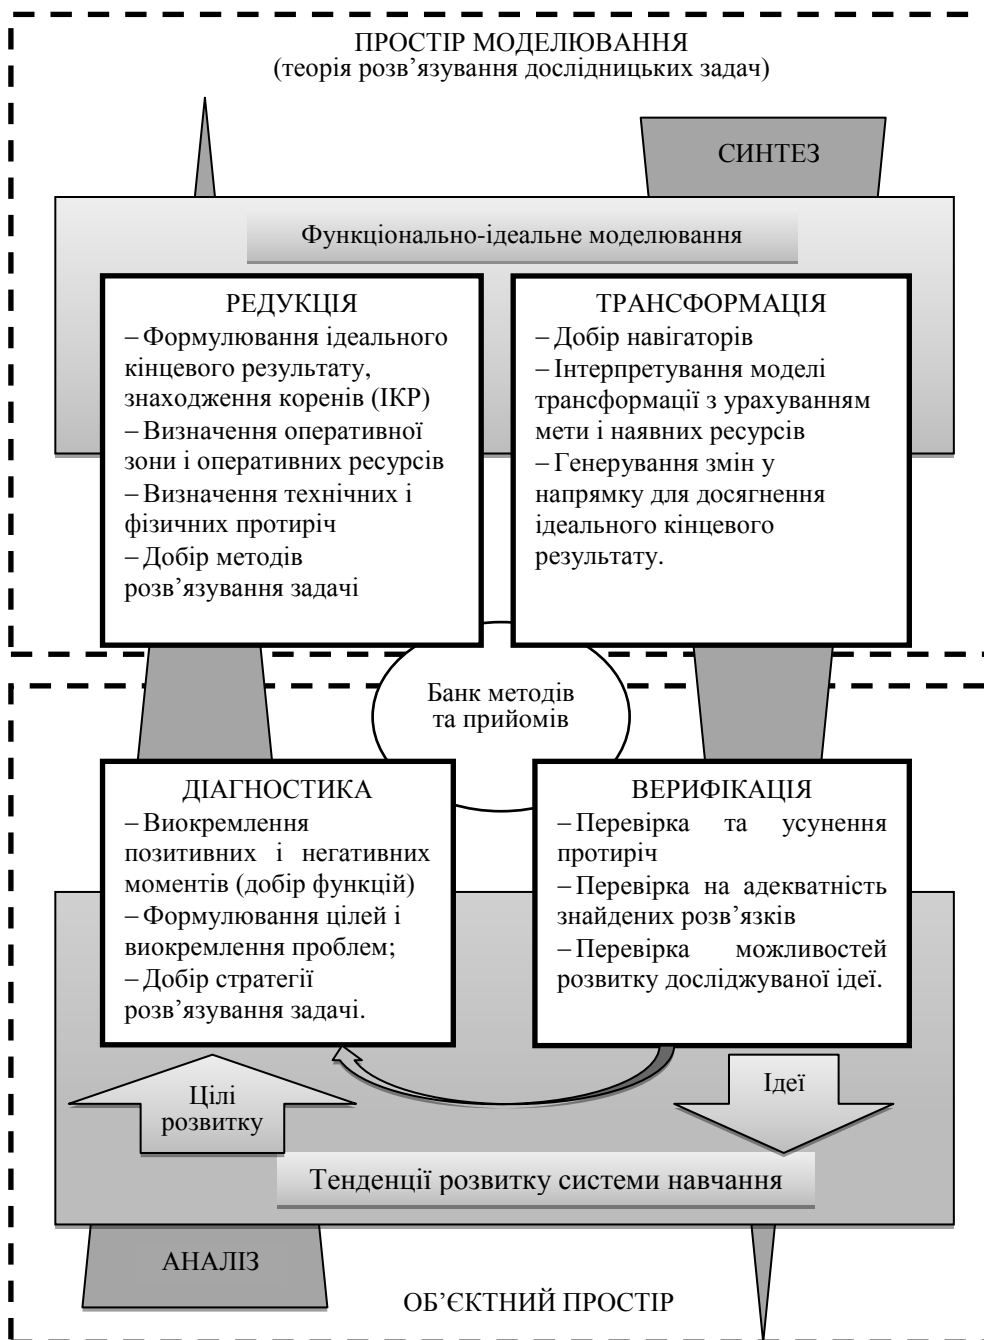 ПРОСТІР МОДЕЛЮВАННЯ
(теорія розв’язування дослідницьких задач)
СИНТЕЗ
Функціонально-ідеальне моделювання
РЕДУКЦІЯ
– Формулювання ідеального
кінцевого результату,
знаходження коренів (ІКР)
– Визначення оперативної
зони і оперативних ресурсів
– Визначення технічних і
фізичних протиріч
– Добір методів
розв’язування задачі
ТРАНСФОРМАЦІЯ
– Добір навігаторів
– Інтерпретування моделі
трансформації з урахуванням
мети і наявних ресурсів
– Генерування змін у
напрямку для досягнення
ідеального кінцевого
результату.
Банк методів
та прийомів
ДІАГНОСТИКА
– Виокремлення
позитивних і негативних
моментів (добір функцій)
– Формулювання цілей і
виокремлення проблем;
– Добір стратегії
розв’язування задачі.
ВЕРИФІКАЦІЯ
– Перевірка та усунення
протиріч
– Перевірка на адекватність
знайдених розв’язків
– Перевірка можливостей
розвитку досліджуваної ідеї.
Цілі
розвитку
Ідеї
Тенденції розвитку системи навчання
АНАЛІЗ
ОБ’ЄКТНИЙ ПРОСТІР